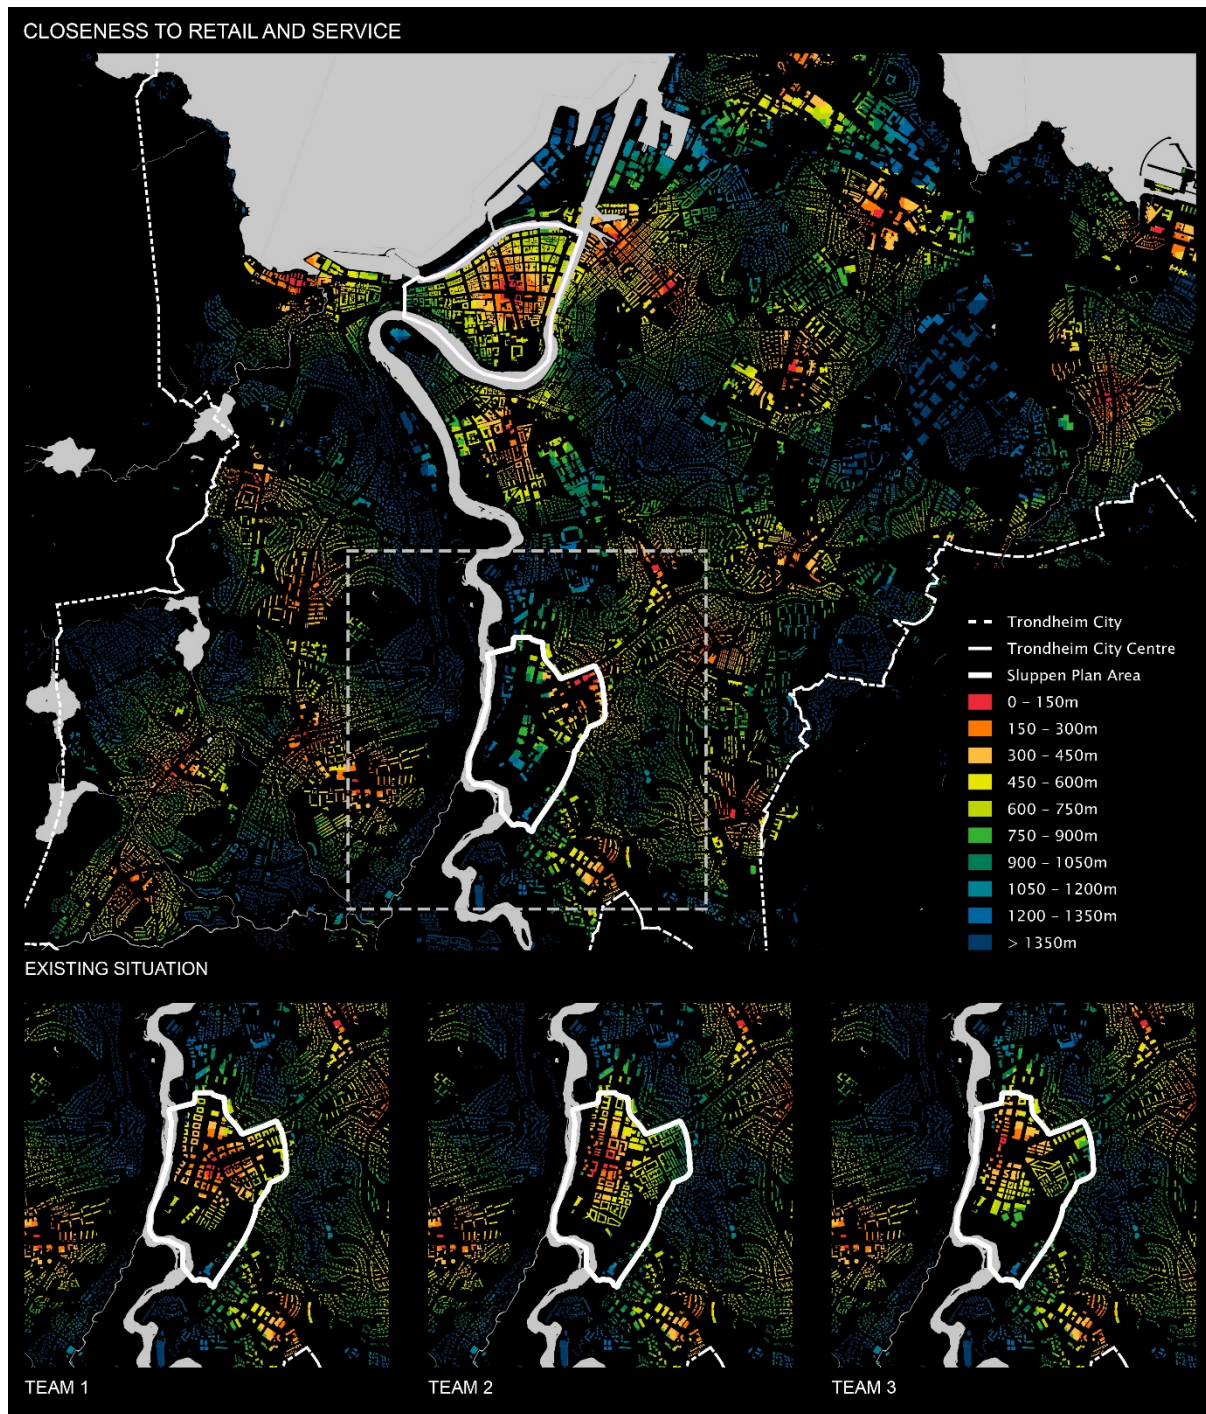 CLOSENESS TO RETAIL AND SERVICE
Trondheim City
Trondheim City Centre
Sluppen Plan Area
0 – 150m
150 – 300m
300 – 450m
450 – 600m
600 – 750m
750 – 900m
900 – 1050m
1050 – 1200m
1200 – 1350m
> 1350m
EXISTING SITUATION
TEAM 1
TEAM 2
TEAM 3